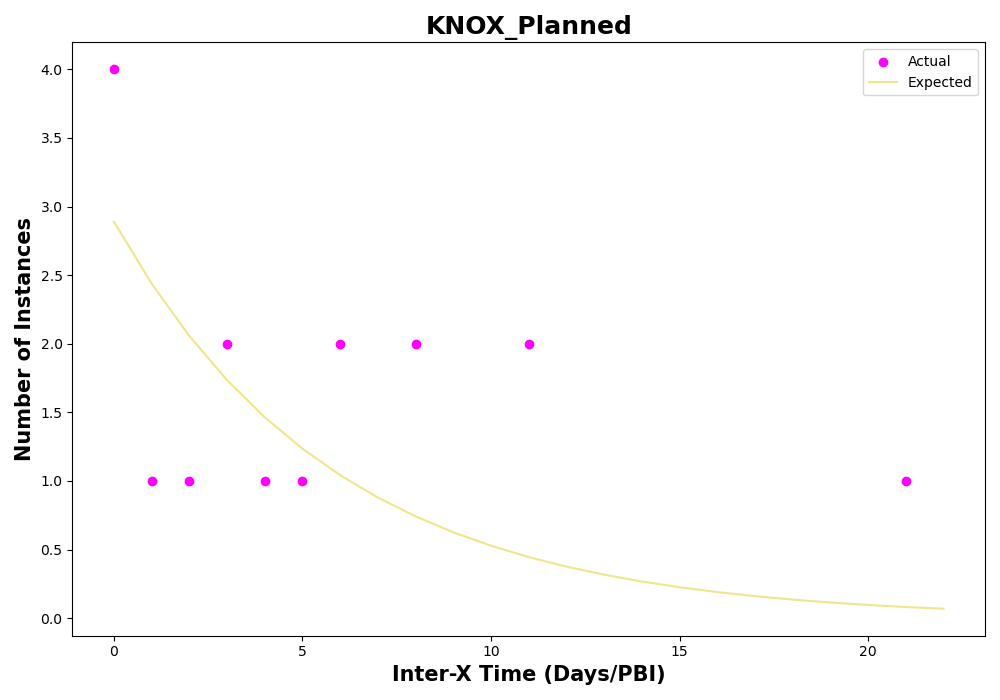 KNOX_Planned
Actual
Expected
Number of Instances
4.0
3.5
3.0
2.5
2.0
1.5
1.0
0.5
0.0
0
5
10
15
20
Inter-X Time (Days/PBI)